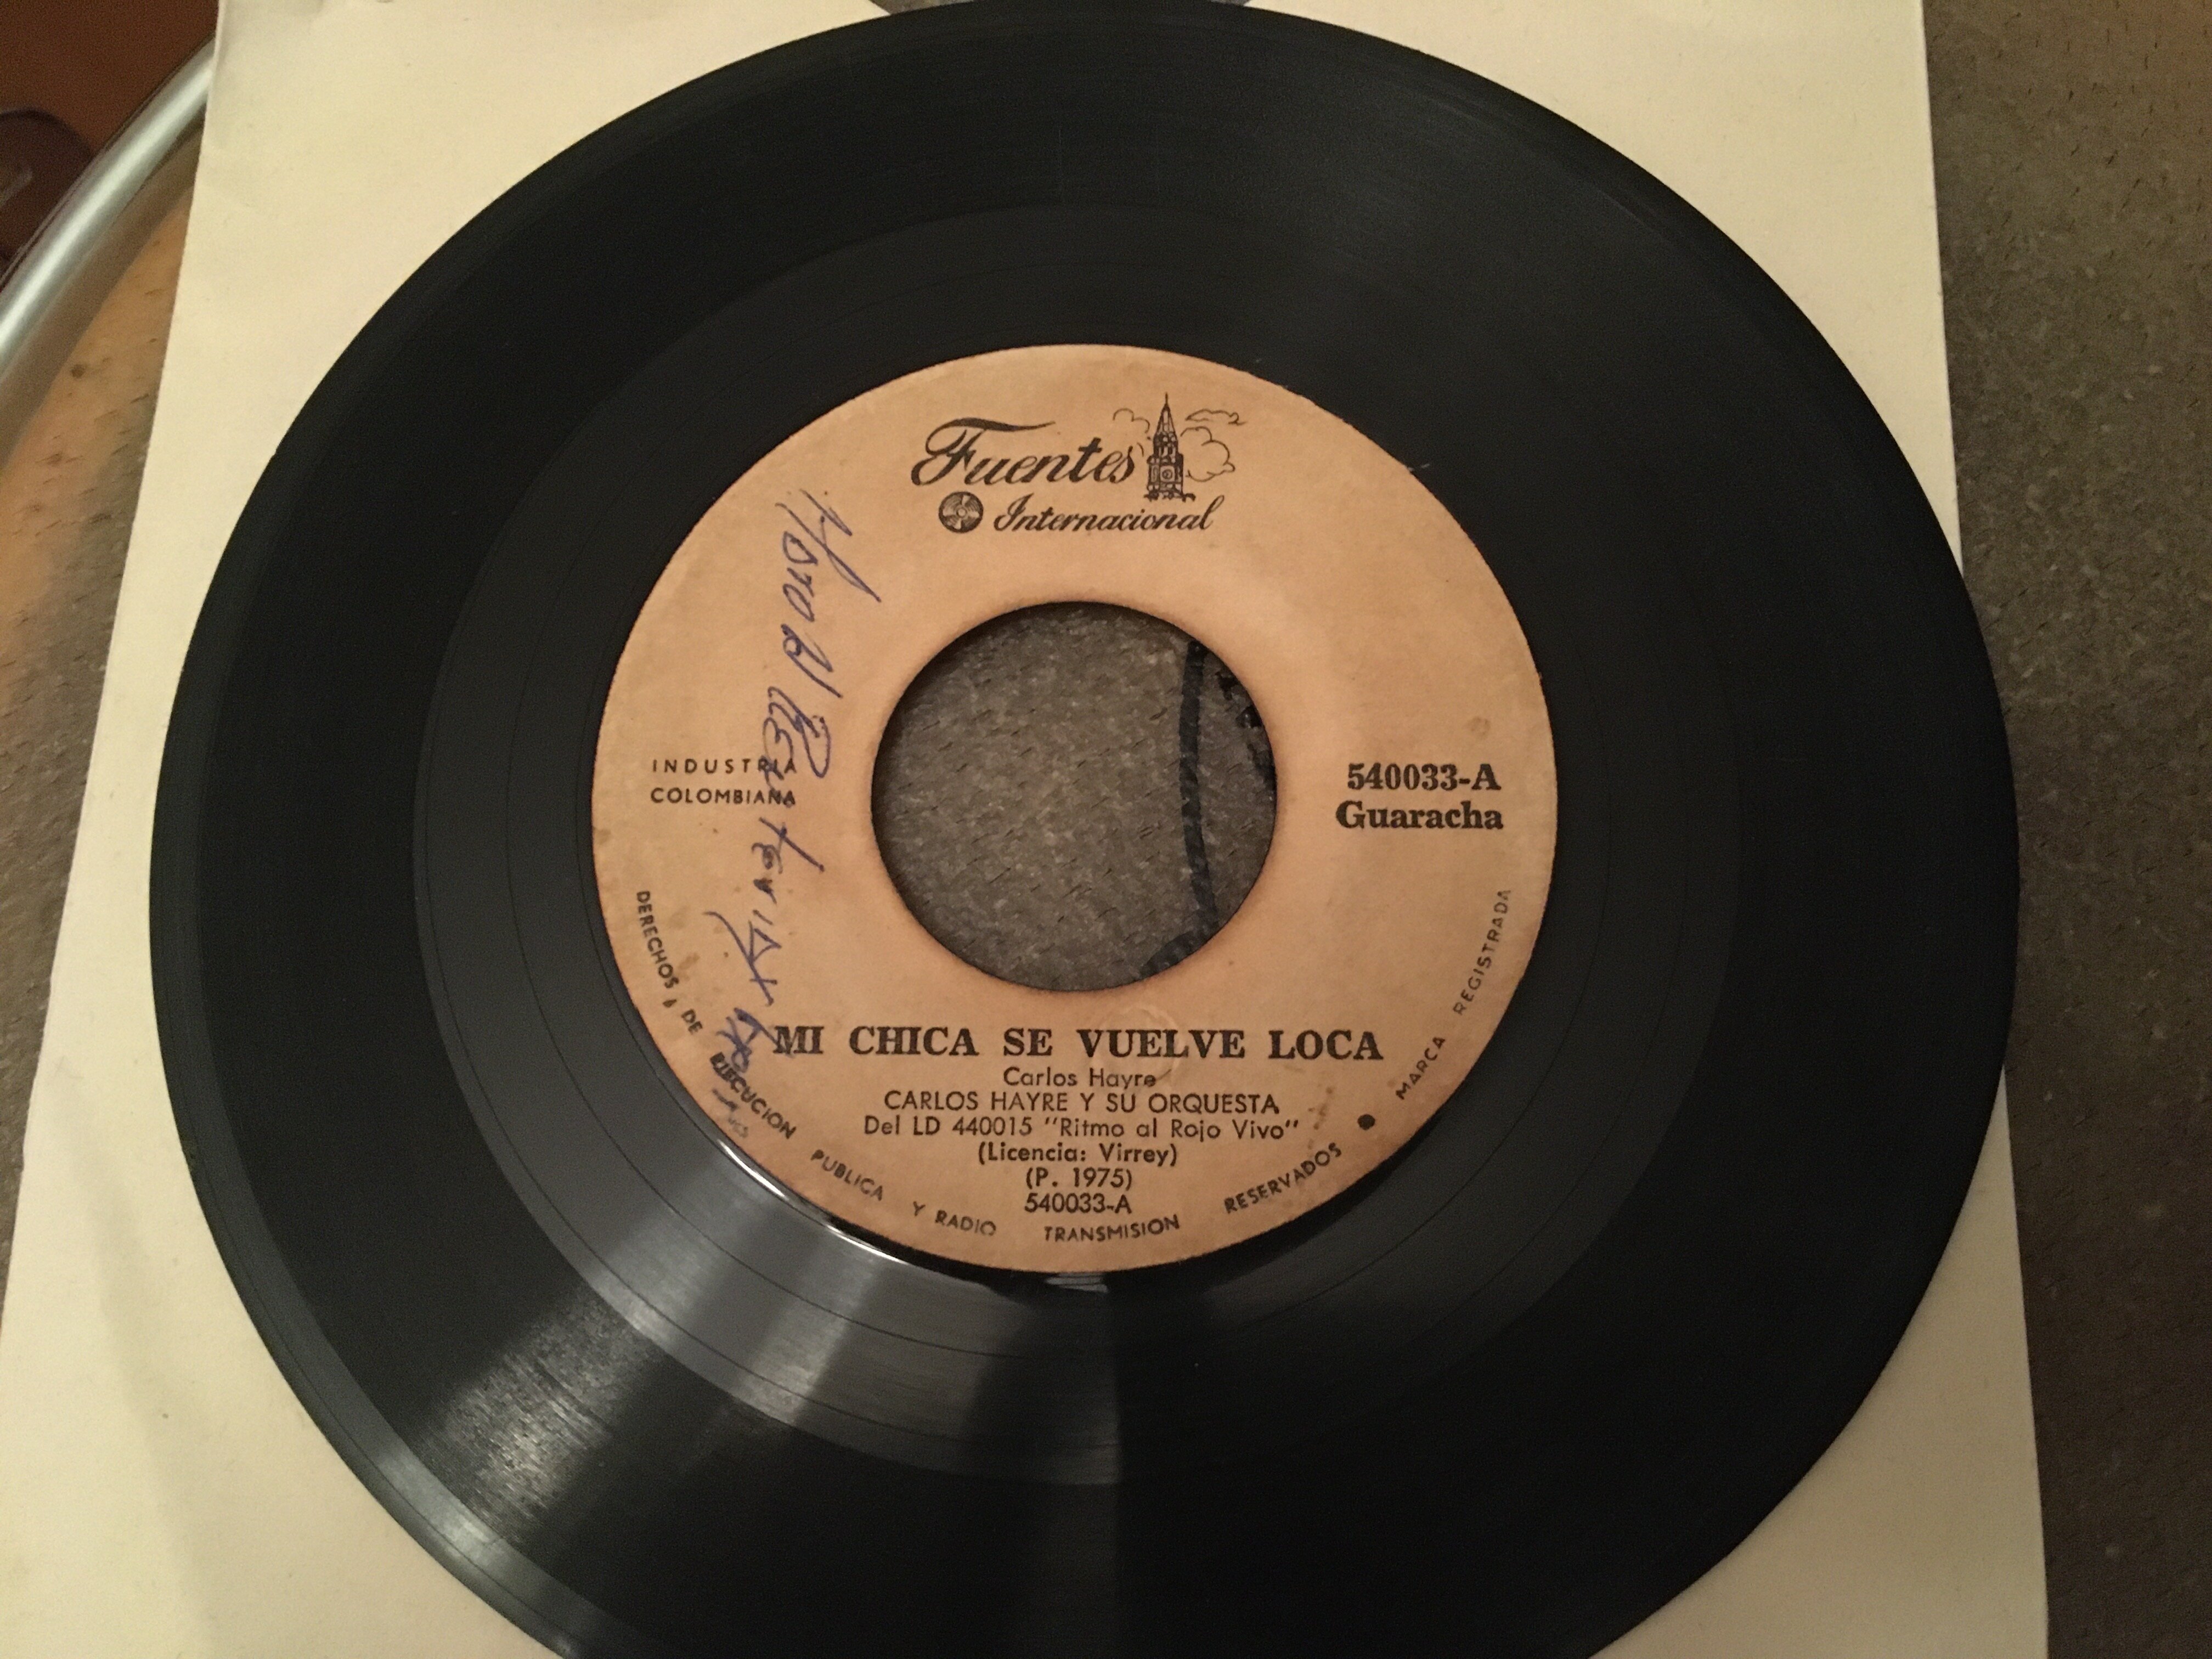 Fuentes
Internacional
INDUSTRIA
COLOMBIANA
540033-A
Guaracha
MI CHICA SE VUELVE LOCA
Carlos Hayre
CARLOS HAYRE Y SU ORQUESTA
Del LD 440015 "Ritmo al Rojo Vivo"
(Licencia: Virrey)
(P. 1975)
540033-A
DERECHOS DE EJECUCION PUBLICA Y RADIO TRANSMISION RESERVADOS ● MARCA REGISTRADA